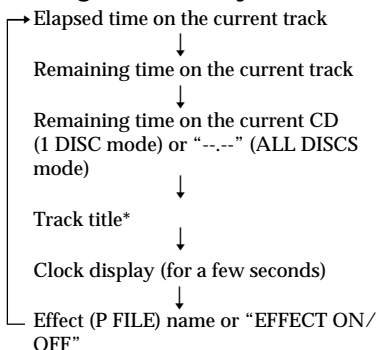 Elapsed time on the current track
Remaining time on the current track
Remaining time on the current CD
(1 DISC mode) or “--.--” (ALL DISCS
mode)
Track title*
Clock display (for a few seconds)
Effect (P FILE) name or “EFFECT ON/
OFF”